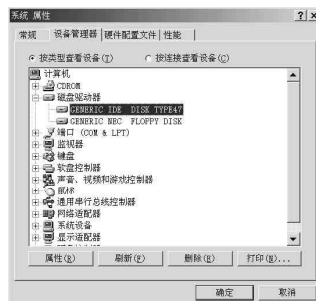 系统 属性
常规 设备管理器 硬件配置文件 性能
按类型查看设备(T) 按连接查看设备(C)
计算机
CDROM
磁盘驱动器
GENERIC IDE DISK TYPE47
GENERIC NEC FLOPPY DISK
端口 (COM & LPT)
监视器
键盘
软盘控制器
声音、视频和游戏控制器
鼠标
通用串行总线控制器
网络适配器
系统设备
显示适配器
属性(R) 刷新(F) 删除(E) 打印(N)...
确定 取消